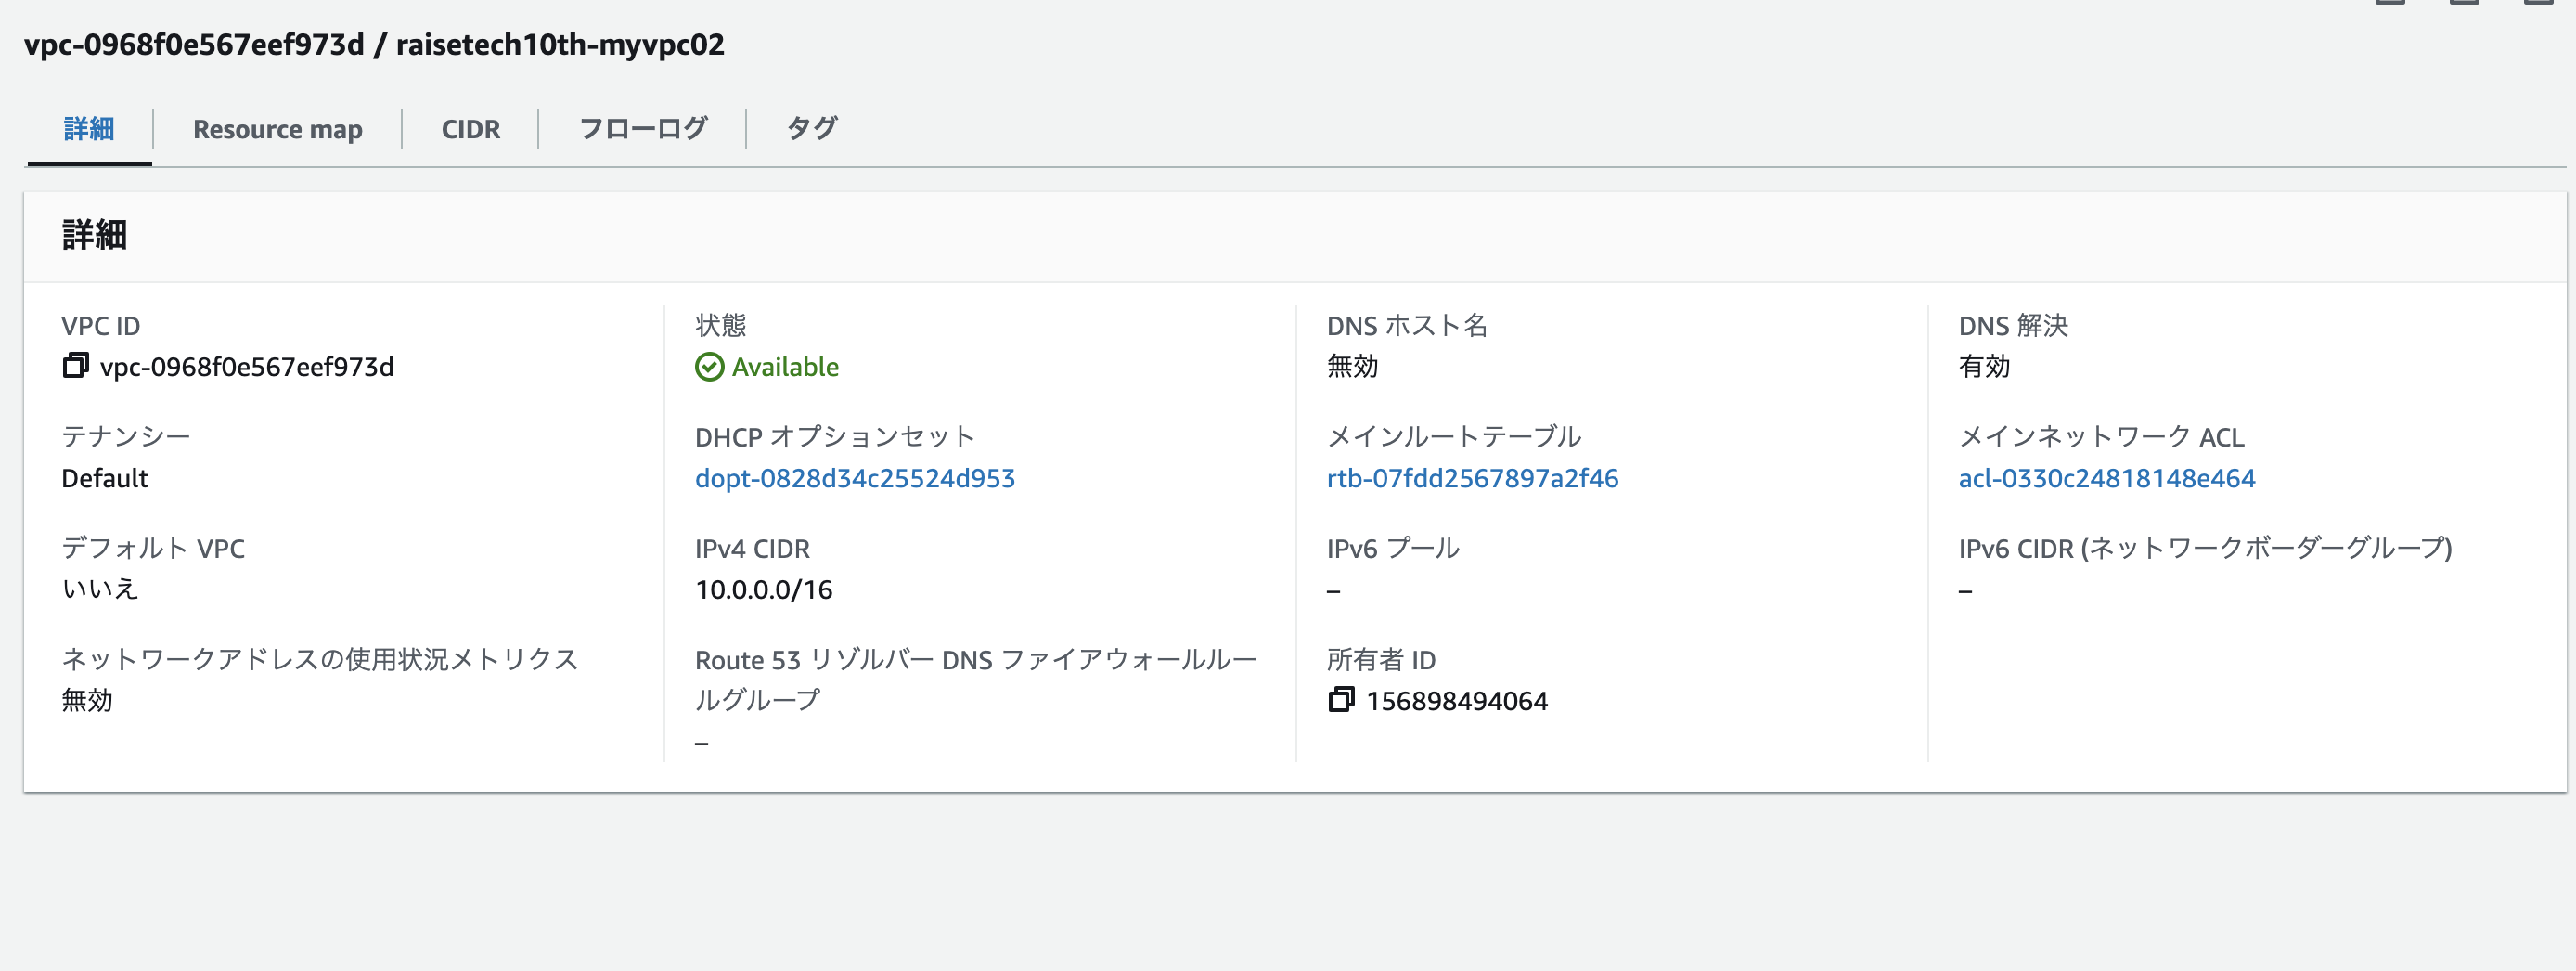 vpc-0968f0e567eef973d / raisetech10th-myvpc02
詳細
Resource map
CIDR
フローログ
タグ
詳細
VPC ID
vpc-0968f0e567eef973d
状態
Available
DNS ホスト名
無効
DNS 解決
有効
テナンシー
Default
DHCP オプションセット
dopt-0828d34c25524d953
メインルートテーブル
rtb-07fdd2567897a2f46
メインネットワーク ACL
acl-0330c24818148e464
デフォルト VPC
いいえ
IPv4 CIDR
10.0.0.0/16
IPv6 プール
–
IPv6 CIDR (ネットワークボーダーグループ)
–
ネットワークアドレスの使用状況メトリクス
無効
Route 53 リゾルバー DNS ファイアウォールルー
ルグループ
–
所有者 ID
156898494064